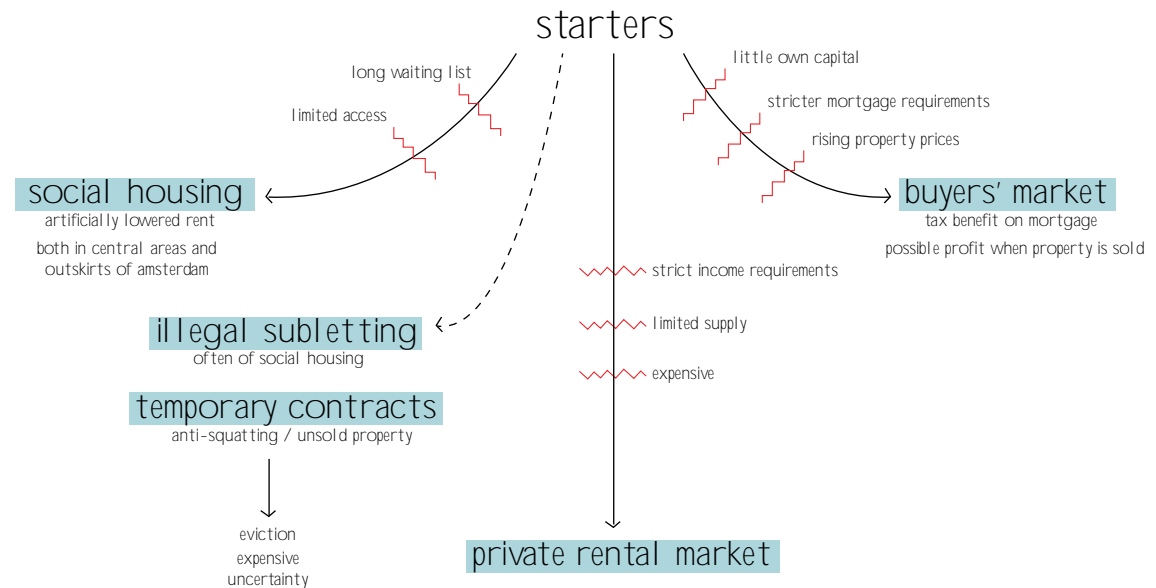 starters
long waiting list
limited access
little own capital
stricter mortgage requirements
rising property prices
social housing
artificially lowered rent
both in central areas and
outskirts of amsterdam
buyers' market
tax benefit on mortgage
possible profit when property is sold
strict income requirements
limited supply
expensive
illegal subletting
often of social housing
temporary contracts
anti-squatting / unsold property
eviction
expensive
uncertainty
private rental market